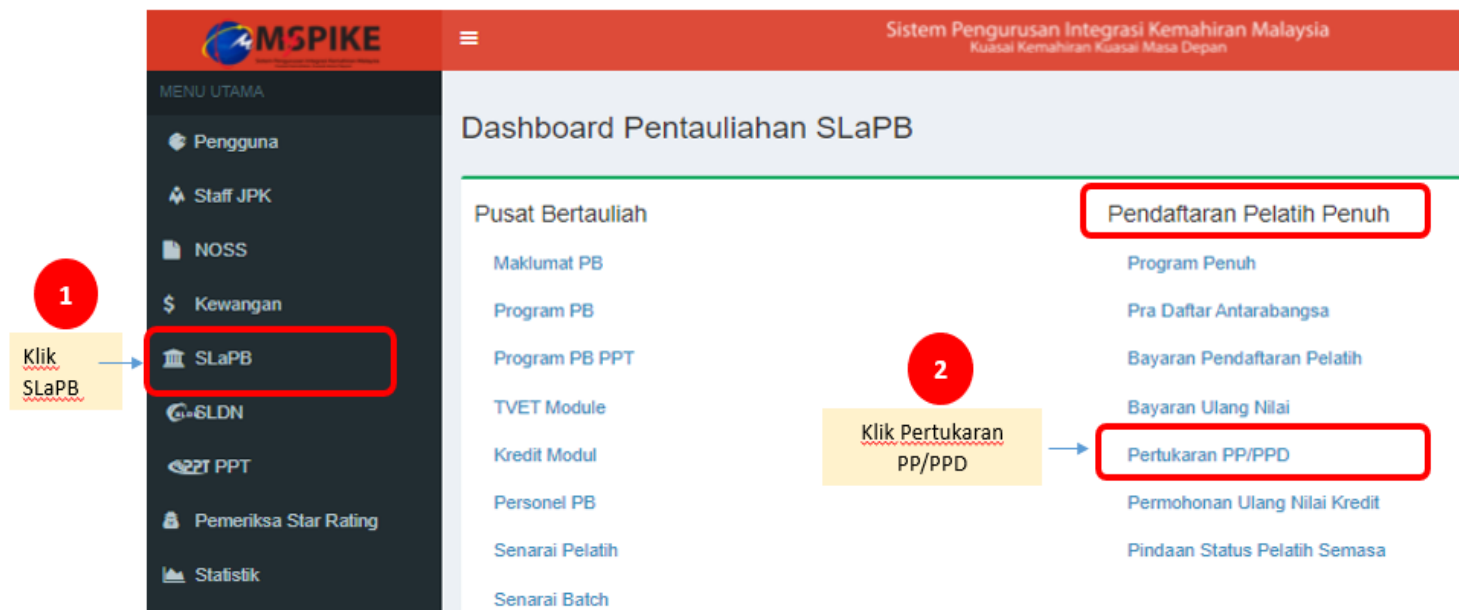 MySPIKE
Sistem Pengurusan Integrasi Kemahiran Malaysia
Kuasai Kemahiran Kuasai Masa Depan
MENU UTAMA
Pengguna
Staff JPK
NOSS
Kewangan
SLaPB
SLDN
PPT
Pemeriksa Star Rating
Statistik
1
Klik
SLaPB
Dashboard Pentauliahan SLaPB
Pusat Bertauliah
Maklumat PB
Program PB
Program PB PPT
TVET Module
Kredit Modul
Personel PB
Senarai Pelatih
Senarai Batch
2
Klik Pertukaran
PP/PPD
Pendaftaran Pelatih Penuh
Program Penuh
Pra Daftar Antarabangsa
Bayaran Pendaftaran Pelatih
Bayaran Ulang Nilai
Pertukaran PP/PPD
Permohonan Ulang Nilai Kredit
Pindaan Status Pelatih Semasa